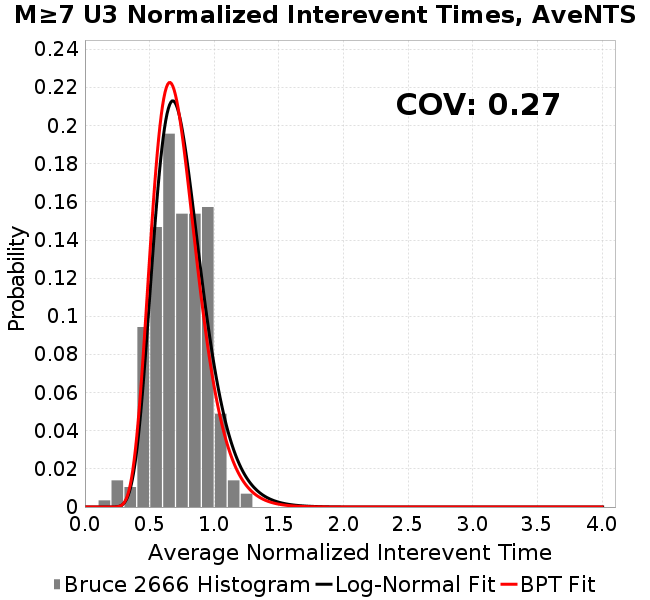 M≥7 U3 Normalized Interevent Times, AveNTS
COV: 0.27
Probability
0.24
0.22
0.2
0.18
0.16
0.14
0.12
0.1
0.08
0.06
0.04
0.02
0
0.0 0.5 1.0 1.5 2.0 2.5 3.0 3.5 4.0
Average Normalized Interevent Time
Bruce 2666 Histogram Log-Normal Fit BPT Fit